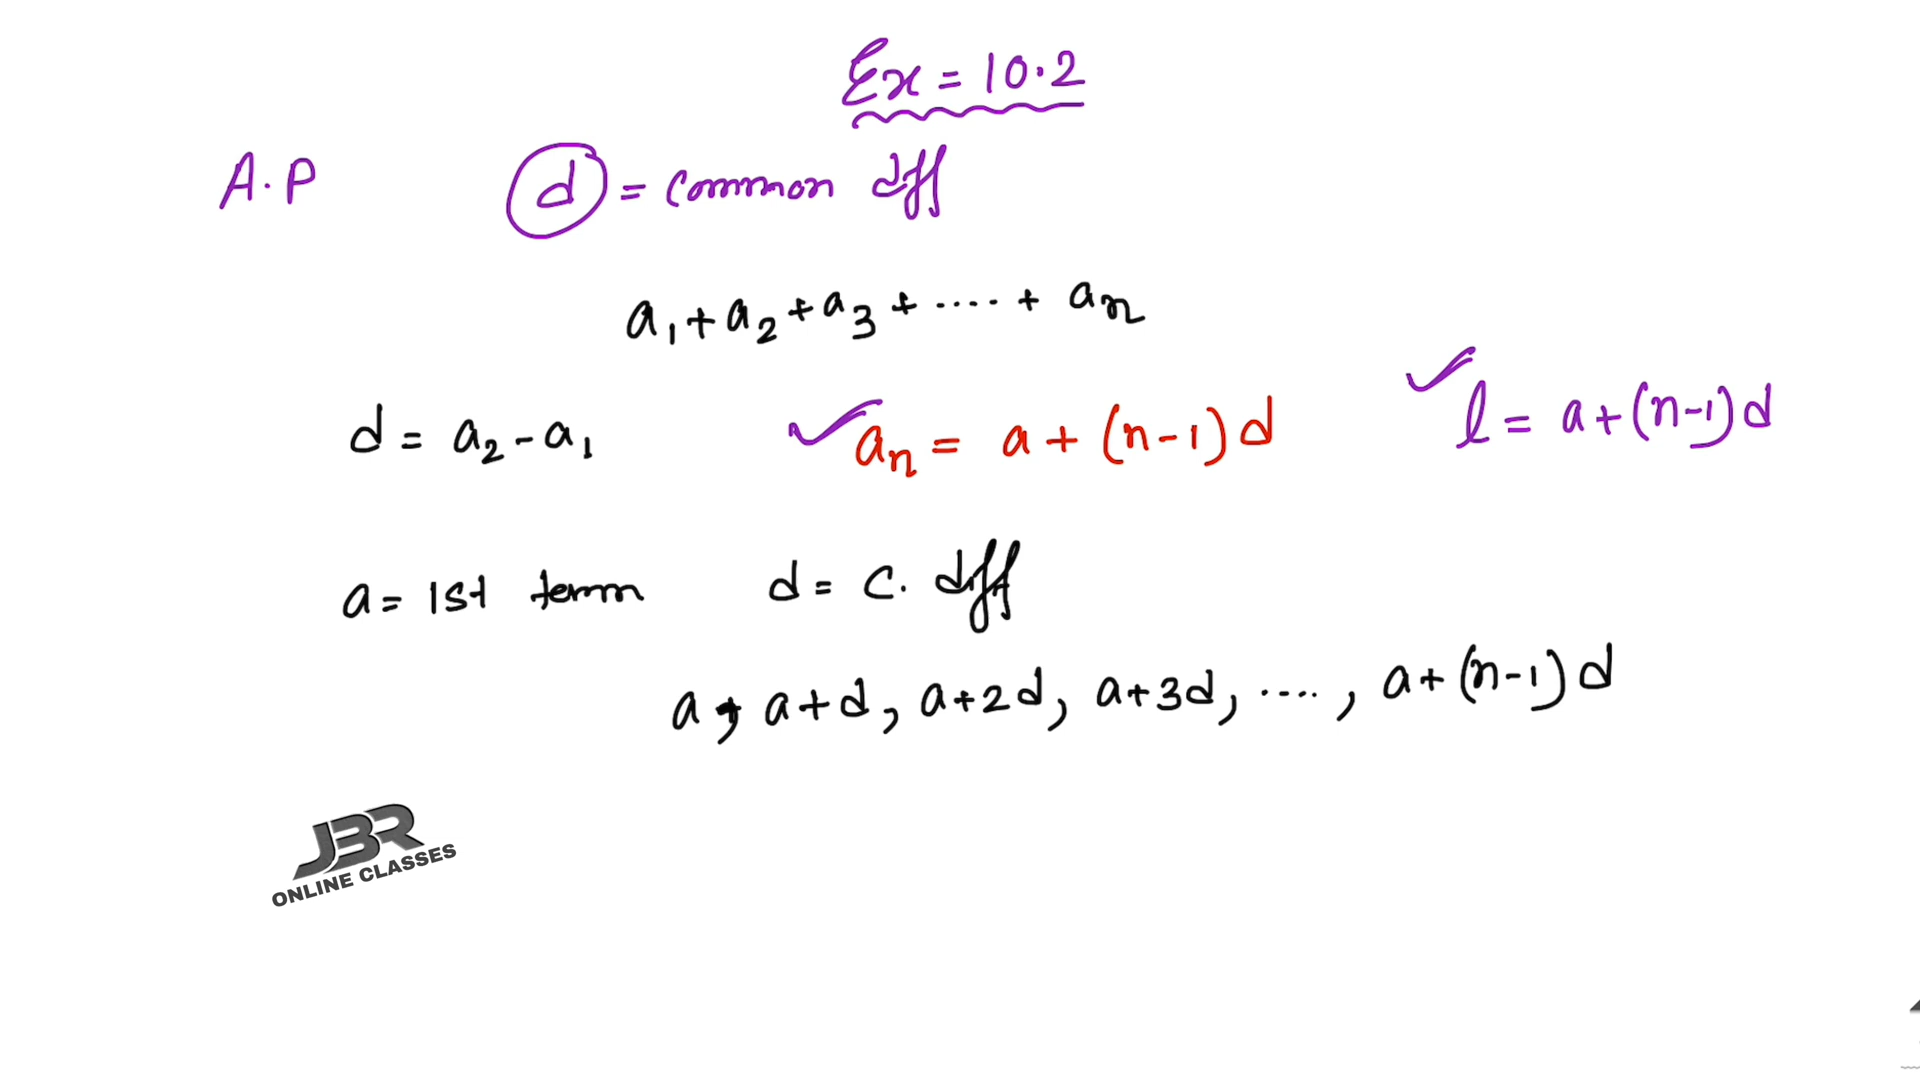 Ex = 10.2
A.P d = common diff
a₁ + a₂ + a₃ + ..... + aₙ
d = a₂ - a₁ aₙ = a + (n-1) d l = a + (n-1) d
a = 1st term d = c. diff
a, a+d, a+2d, a+3d, ...., a+(n-1) d
JBR
ONLINE CLASSES